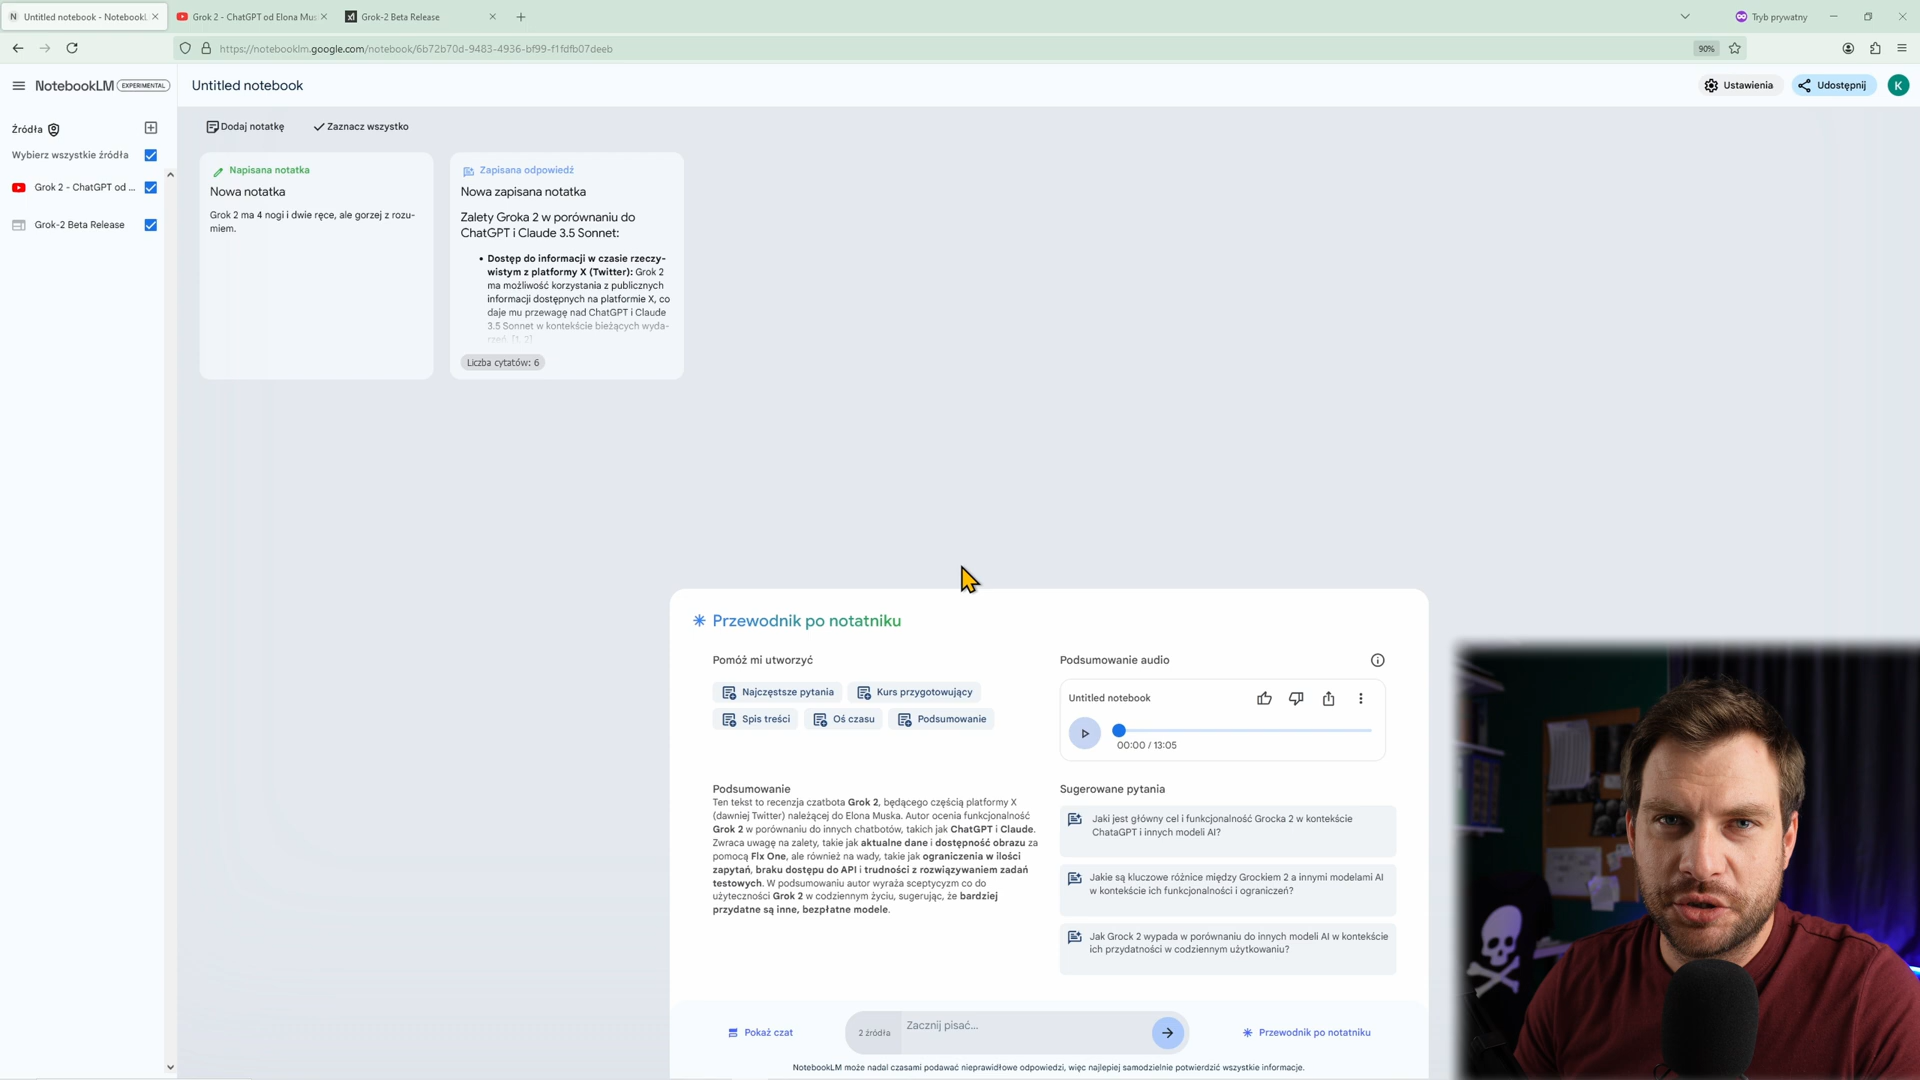 Untitled notebook - NotebookL
Grok 2 - ChatGPT od Elona Mus
Grok-2 Beta Release
Tryb prywatny
https://notebooklm.google.com/notebook/6b72b70d-9483-4936-bf99-f1fdfb07deeb
90%
NotebookLM
EXPERIMENTAL
Untitled notebook
Ustawienia
Udostępnij
K
Źródła
Wybierz wszystkie źródła
Grok 2 - ChatGPT od ...
Grok-2 Beta Release
Dodaj notatkę
Zaznacz wszystko
Napisana notatka
Nowa notatka
Grok 2 ma 4 nogi i dwie ręce, ale gorzej z rozu-
miem.
Zapisana odpowiedź
Nowa zapisana notatka
Zalety Groka 2 w porównaniu do
ChatGPT i Claude 3.5 Sonnet:
• Dostęp do informacji w czasie rzeczy-
wistym z platformy X (Twitter): Grok 2
ma możliwość korzystania z publicznych
informacji dostępnych na platformie X, co
daje mu przewagę nad ChatGPT i Claude
3.5 Sonnet w kontekście bieżących wyda-
rzeń. [1, 2]
Liczba cytatów: 6
Przewodnik po notatniku
Pomóż mi utworzyć
Najczęstsze pytania
Kurs przygotowujący
Spis treści
Oś czasu
Podsumowanie
Podsumowanie audio
Untitled notebook
00:00 / 13:05
Podsumowanie
Ten tekst to recenzja czatbota Grok 2, będącego częścią platformy X
(dawniej Twitter) należącej do Elona Muska. Autor ocenia funkcjonalność
Grok 2 w porównaniu do innych chatbotów, takich jak ChatGPT i Claude.
Zwraca uwagę na zalety, takie jak aktualne dane i dostępność obrazu za
pomocą Fix One, ale również na wady, takie jak ograniczenia w ilości
zapytań, braku dostępu do API i trudności z rozwiązywaniem zadań
testowych. W podsumowaniu autor wyraża sceptycyzm co do
użyteczności Grok 2 w codziennym życiu, sugerując, że bardziej
przydatne są inne, bezpłatne modele.
Sugerowane pytania
Jaki jest główny cel i funkcjonalność Grocka 2 w kontekście
ChataGPT i innych modeli AI?
Jakie są kluczowe różnice między Grockiem 2 a innymi modelami AI
w kontekście ich funkcjonalności i ograniczeń?
Jak Grock 2 wypada w porównaniu do innych modeli AI w kontekście
ich przydatności w codziennym użytkowaniu?
Pokaż czat
2 źródła
Zacznij pisać...
Przewodnik po notatniku
NotebookLM może nadal czasami podawać nieprawidłowe odpowiedzi, więc najlepiej samodzielnie potwierdzić wszystkie informacje.